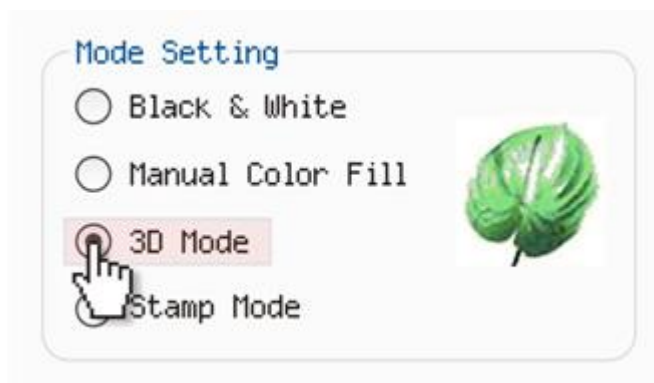 Mode Setting
Black & White
Manual Color Fill
3D Mode
Stamp Mode